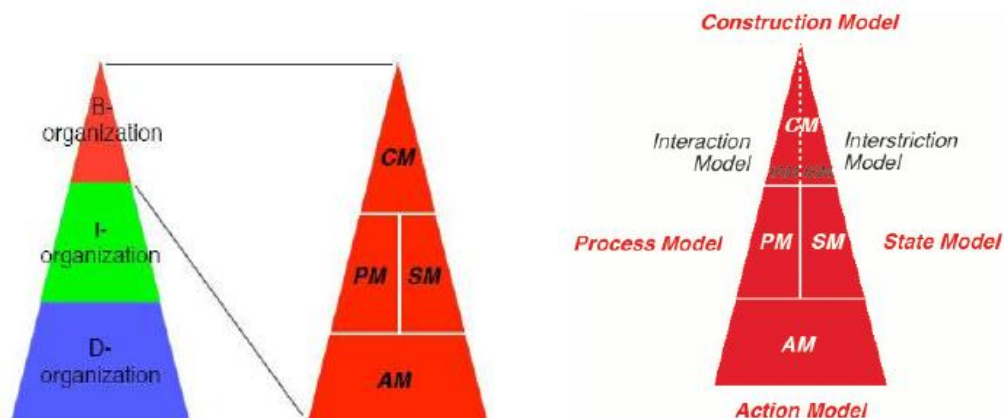 B-
organization
I-
organization
D-
organization
CM
PM SM
AM
Construction Model
CM
Interaction
Model
Interstriction
Model
Process Model
PM SM
State Model
AM
Action Model